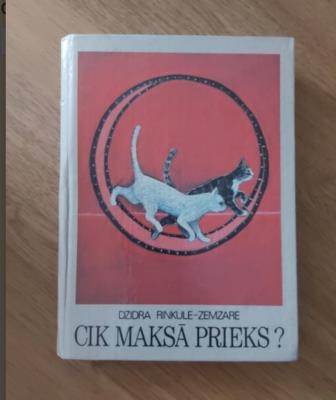 DZIDRA RINKULE-ZEMZARE
CIK MAKSĀ PRIEKS?